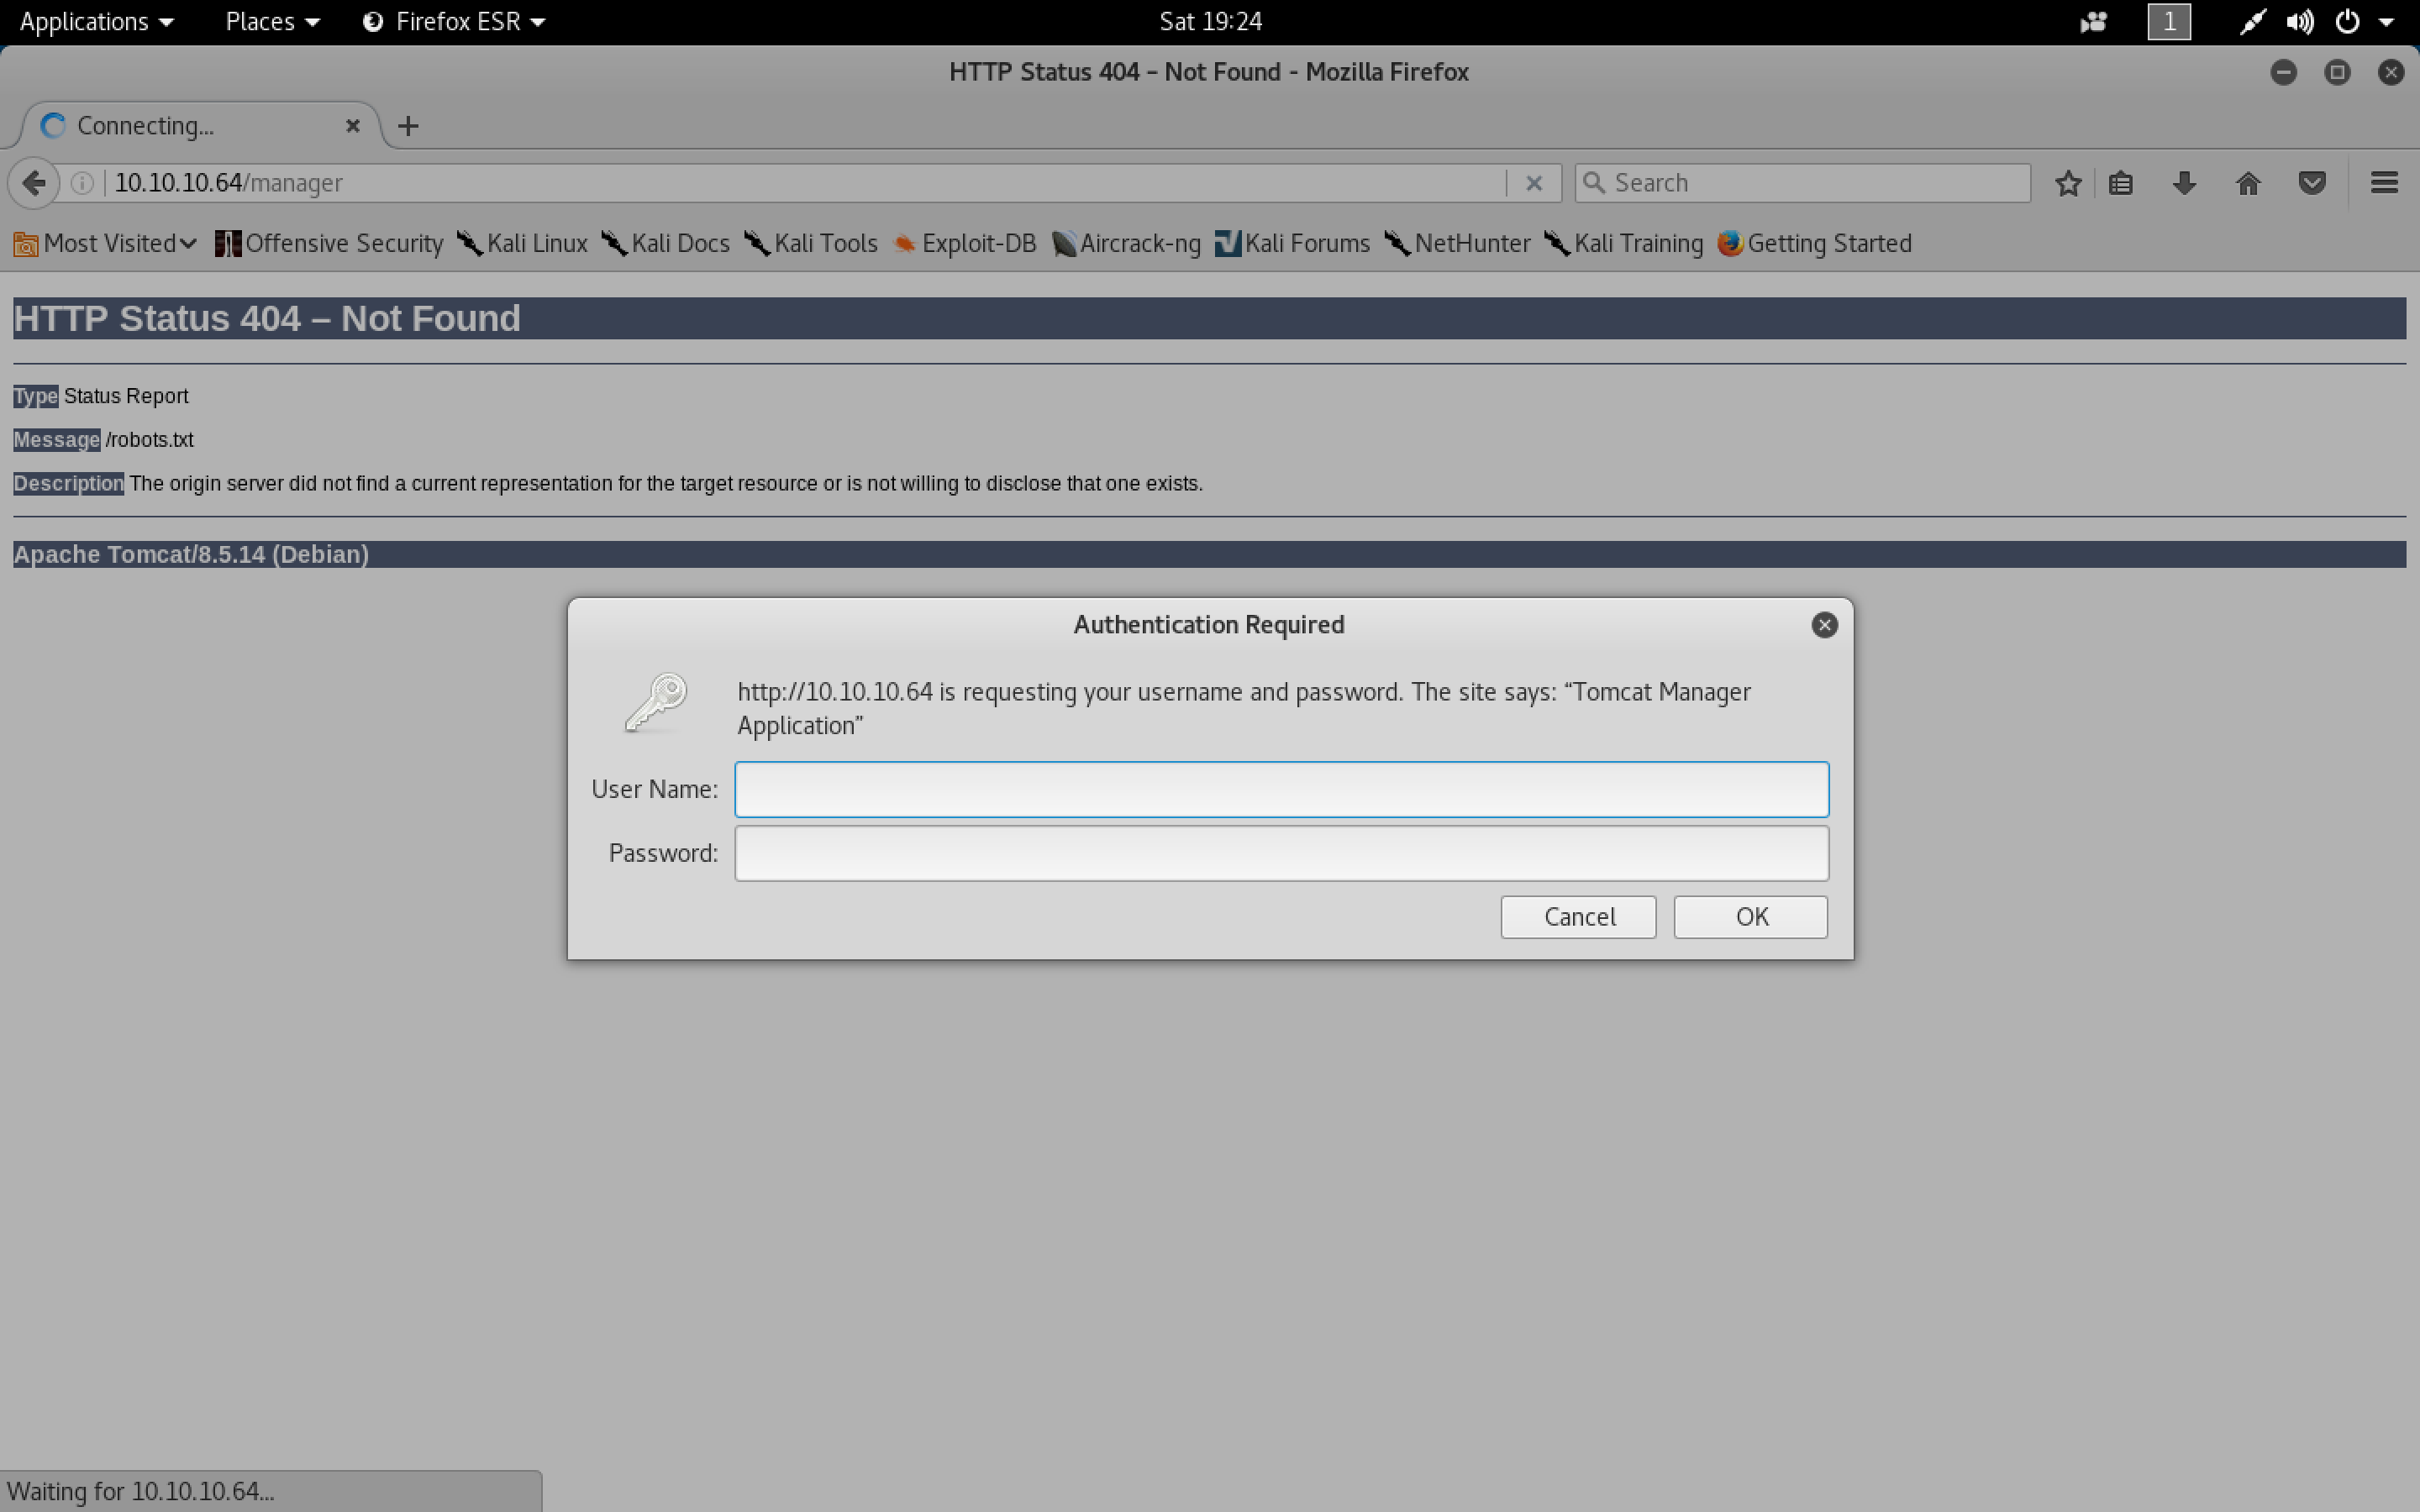 Applications Places Firefox ESR Sat 19:24 1
HTTP Status 404 – Not Found - Mozilla Firefox
Connecting...
10.10.10.64/manager Search
Most Visited Offensive Security Kali Linux Kali Docs Kali Tools Exploit-DB Aircrack-ng Kali Forums NetHunter Kali Training Getting Started
HTTP Status 404 – Not Found
Type Status Report
Message /robots.txt
Description The origin server did not find a current representation for the target resource or is not willing to disclose that one exists.
Apache Tomcat/8.5.14 (Debian)
Authentication Required
http://10.10.10.64 is requesting your username and password. The site says: “Tomcat Manager
Application”
User Name:
Password:
Cancel OK
Waiting for 10.10.10.64...